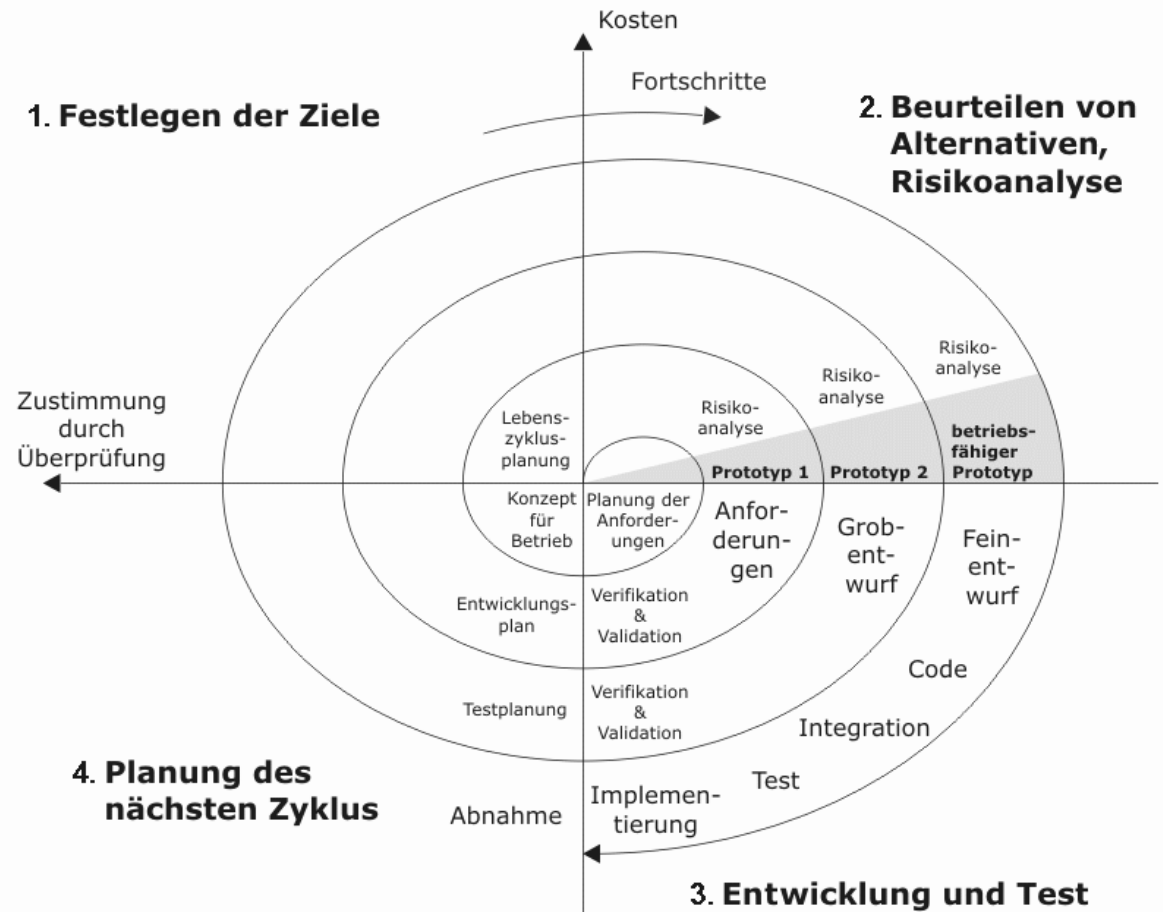 Kosten
Fortschritte
1. Festlegen der Ziele
2. Beurteilen von
Alternativen,
Risikoanalyse
Zustimmung
durch
Überprüfung
Lebens-
zyklus-
planung
Risiko-
analyse
Risiko-
analyse
Risiko-
analyse
Prototyp 1
Prototyp 2
betriebs-
fähiger
Prototyp
Konzept
für
Betrieb
Planung der
Anforder-
ungen
Anfor-
derun-
gen
Grob-
ent-
wurf
Fein-
ent-
wurf
Entwicklungs-
plan
Verifikation
&
Validation
Testplanung
Verifikation
&
Validation
Code
Integration
Test
Implemen-
tierung
Abnahme
4. Planung des
nächsten Zyklus
3. Entwicklung und Test